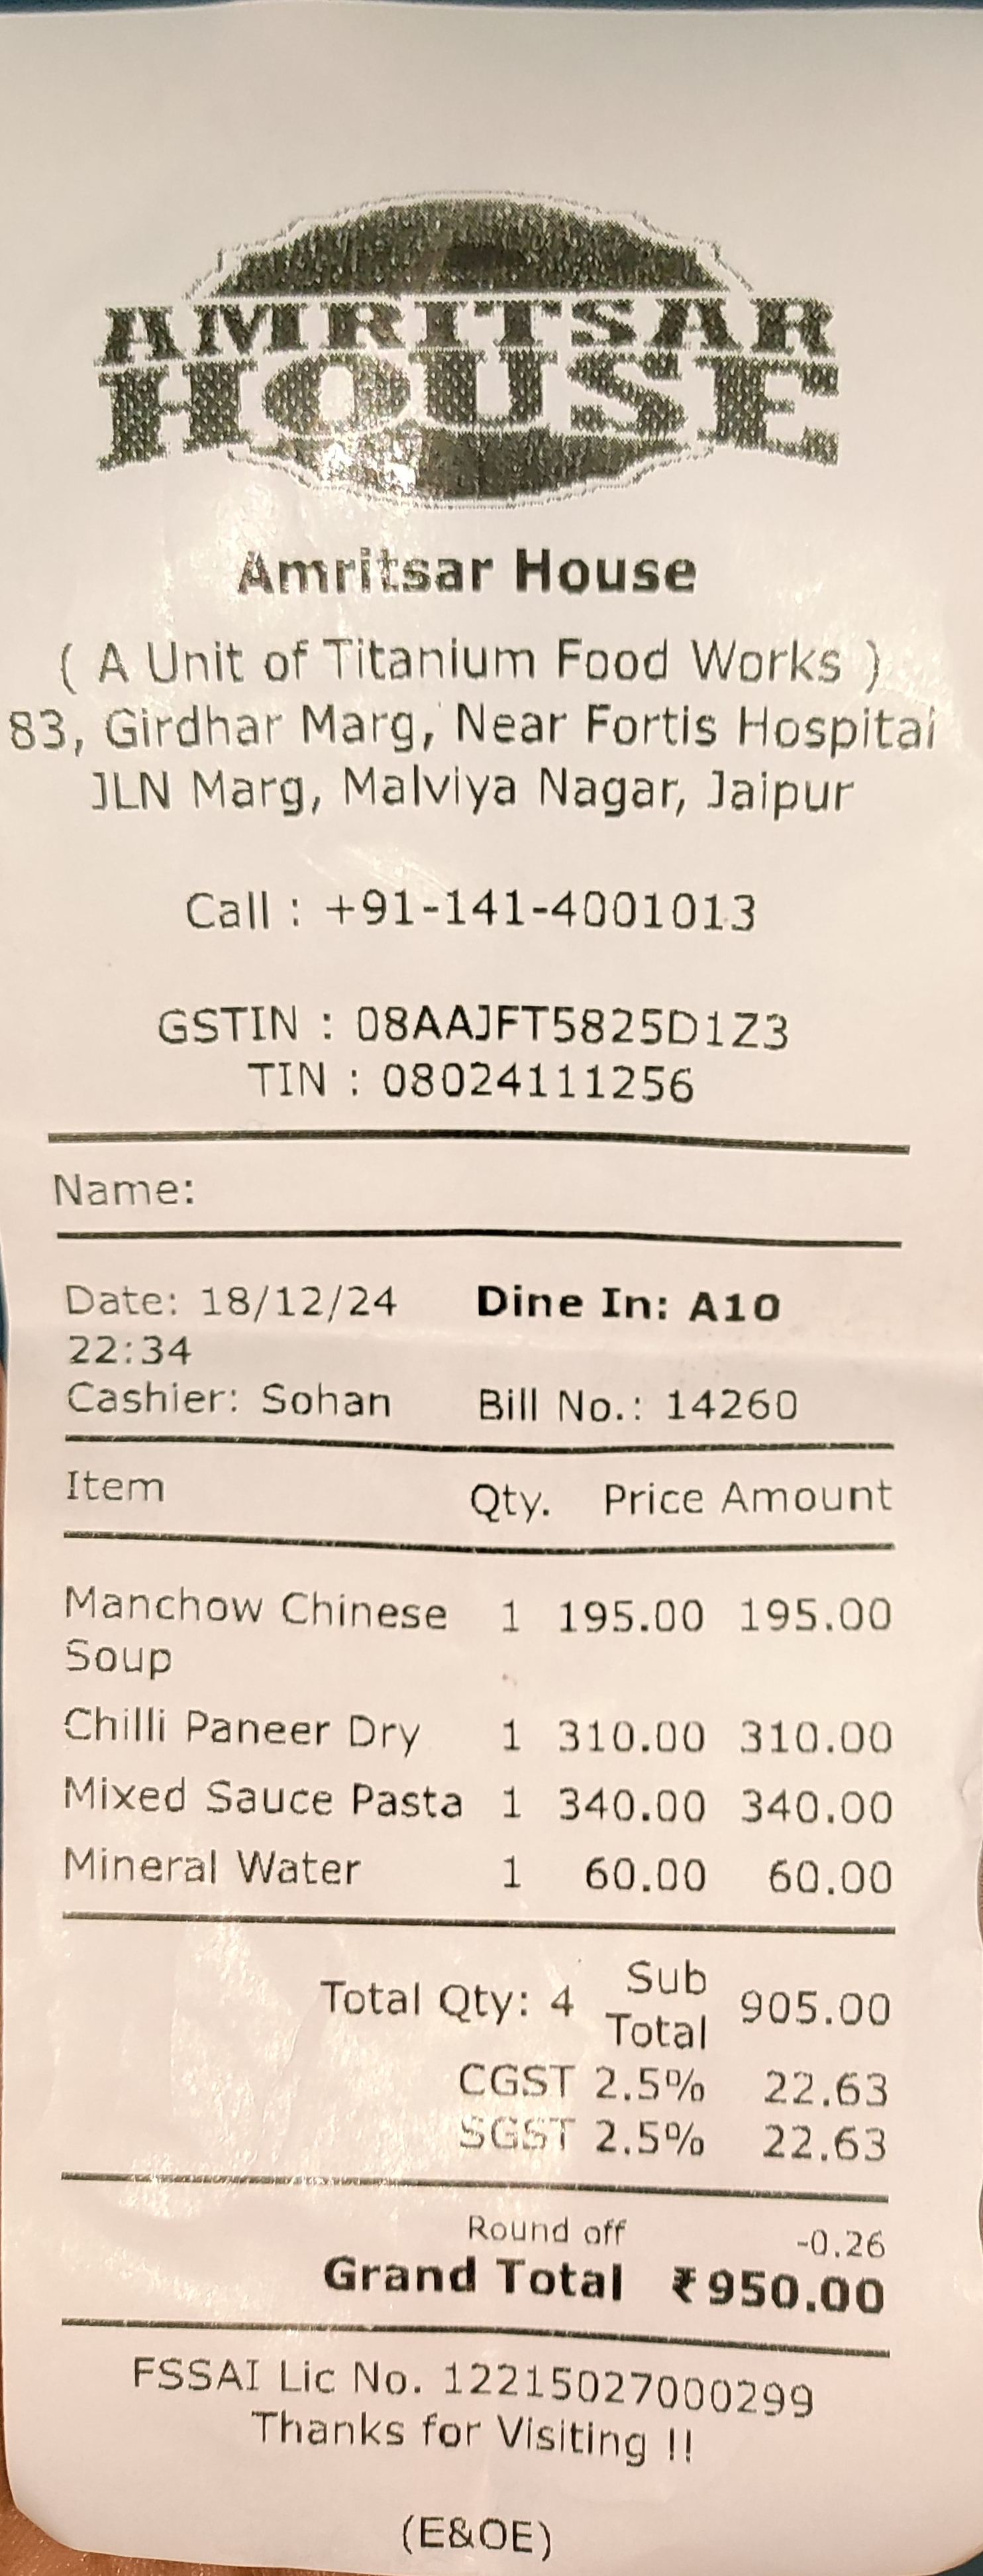 AMRITSAR
HOUSE
Amritsar House
( A Unit of Titanium Food Works )
83, Girdhar Marg, Near Fortis Hospital
JLN Marg, Malviya Nagar, Jaipur
Call : +91-141-4001013
GSTIN : 08AAJFT5825D1Z3
TIN : 08024111256
Name:
Date: 18/12/24 Dine In: A10
22:34
Cashier: Sohan Bill No.: 14260
Item Qty. Price Amount
Manchow Chinese 1 195.00 195.00
Soup
Chilli Paneer Dry 1 310.00 310.00
Mixed Sauce Pasta 1 340.00 340.00
Mineral Water 1 60.00 60.00
Total Qty: 4 Sub Total 905.00
CGST 2.5% 22.63
SGST 2.5% 22.63
Round off -0.26
Grand Total ₹950.00
FSSAI Lic No. 12215027000299
Thanks for Visiting !!
(E&OE)